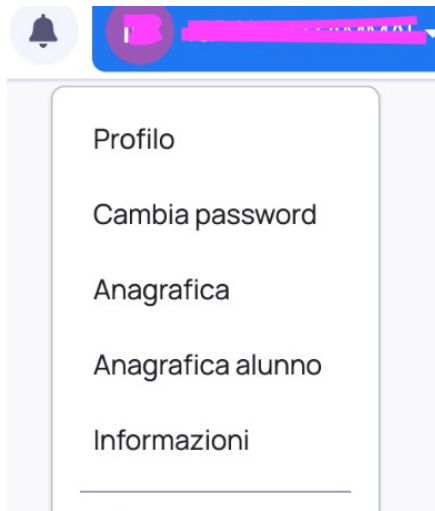 Profilo
Cambia password
Anagrafica
Anagrafica alunno
Informazioni